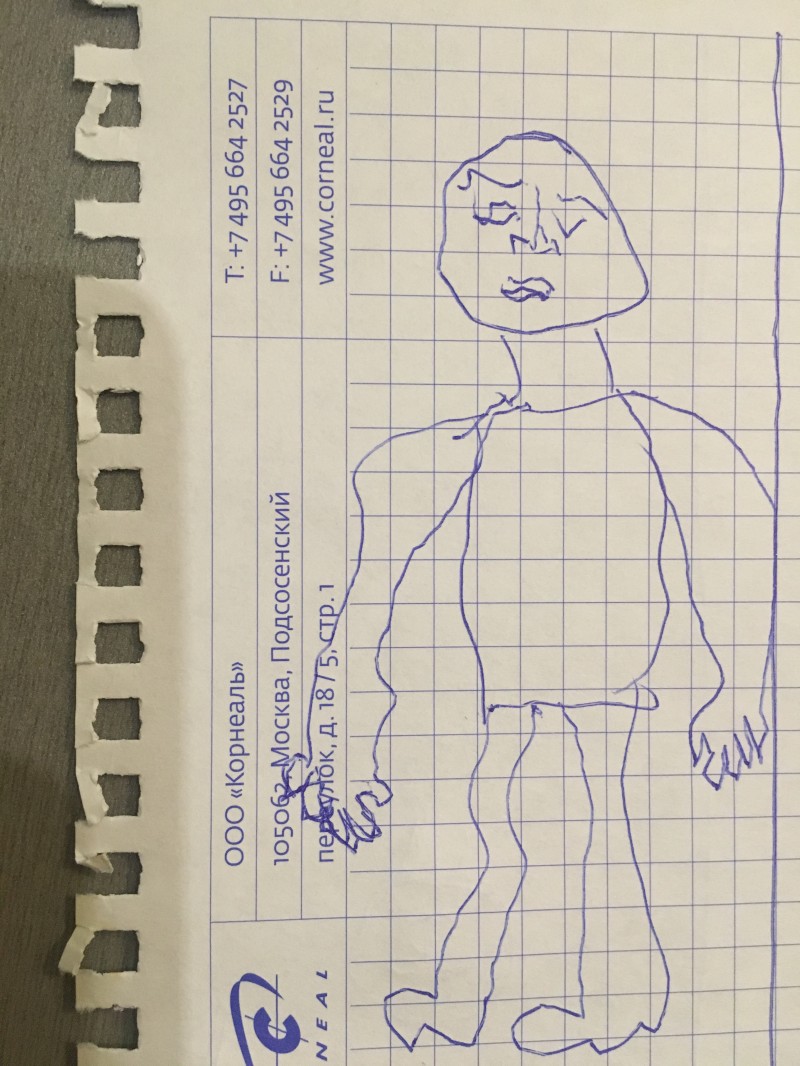 NEAL
ООО «Корнеаль»
105062, Москва, Подсосенский
переулок, д. 18 / 5, стр. 1
T: +7 495 664 2527
F: +7 495 664 2529
www.corneal.ru